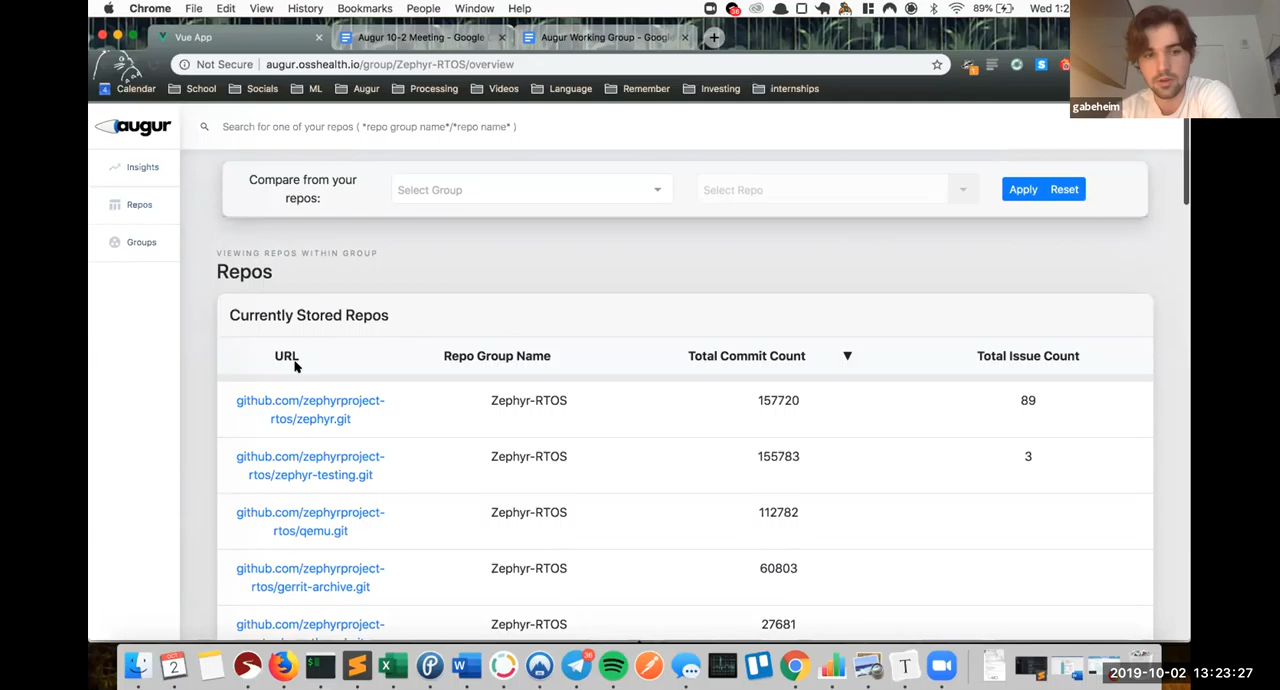 Chrome File Edit View History Bookmarks People Window Help 36 89% Wed 1:2
Vue App × Augur 10-2 Meeting - Google × Augur Working Group - Goog × +
Not Secure | augur.osshealth.io/group/Zephyr-RTOS/overview
Calendar School Socials ML Augur Processing Videos Language Remember Investing internships
gabeheim
augur
Search for one of your repos ( *repo group name*/*repo name* )
Insights
Repos
Groups
Compare from your
repos:
Select Group
Select Repo
Apply Reset
VIEWING REPOS WITHIN GROUP
Repos
Currently Stored Repos
URL Repo Group Name Total Commit Count ▼ Total Issue Count
github.com/zephyrproject-
rtos/zephyr.git
Zephyr-RTOS 157720 89
github.com/zephyrproject-
rtos/zephyr-testing.git
Zephyr-RTOS 155783 3
github.com/zephyrproject-
rtos/qemu.git
Zephyr-RTOS 112782
github.com/zephyrproject-
rtos/gerrit-archive.git
Zephyr-RTOS 60803
github.com/zephyrproject-
Zephyr-RTOS 27681
OCT
2
36
2019-10-02 13:23:27